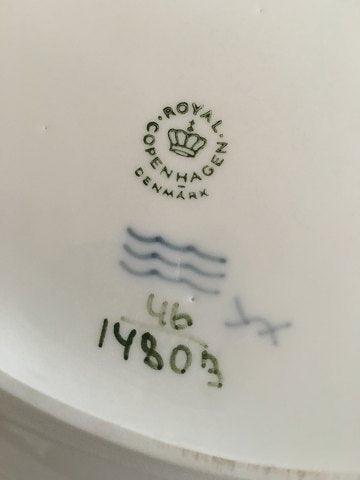 ROYAL
COPENHAGEN
DENMARK
46
14803